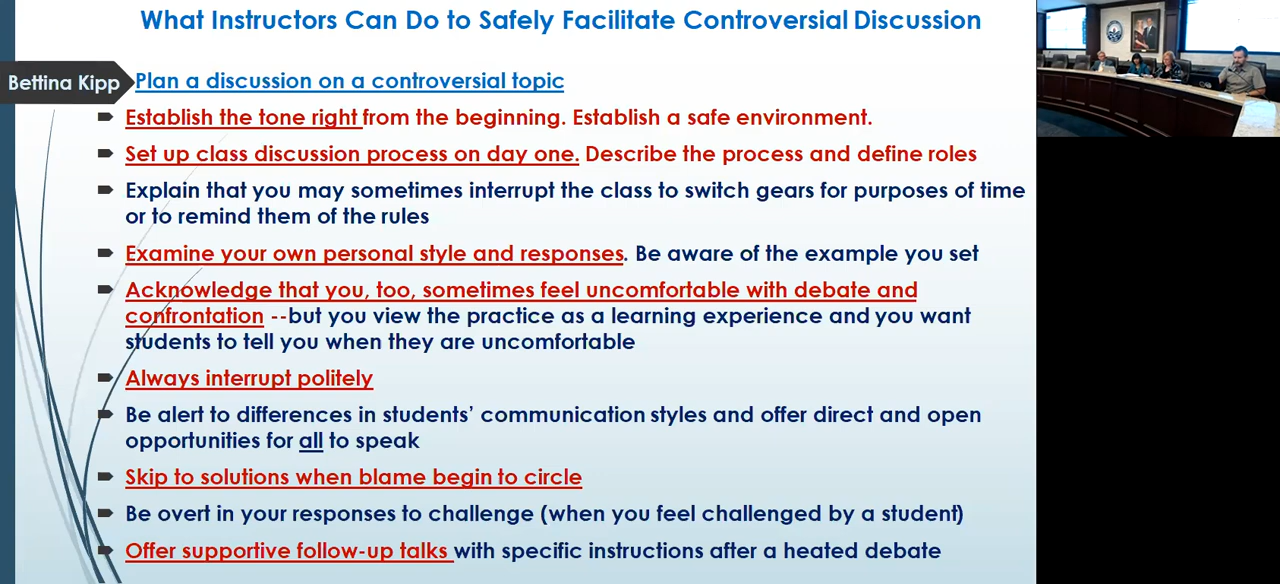 What Instructors Can Do to Safely Facilitate Controversial Discussion
Bettina Kipp
Plan a discussion on a controversial topic
Establish the tone right from the beginning. Establish a safe environment.
Set up class discussion process on day one. Describe the process and define roles
Explain that you may sometimes interrupt the class to switch gears for purposes of time
or to remind them of the rules
Examine your own personal style and responses. Be aware of the example you set
Acknowledge that you, too, sometimes feel uncomfortable with debate and
confrontation --but you view the practice as a learning experience and you want
students to tell you when they are uncomfortable
Always interrupt politely
Be alert to differences in students’ communication styles and offer direct and open
opportunities for all to speak
Skip to solutions when blame begin to circle
Be overt in your responses to challenge (when you feel challenged by a student)
Offer supportive follow-up talks with specific instructions after a heated debate